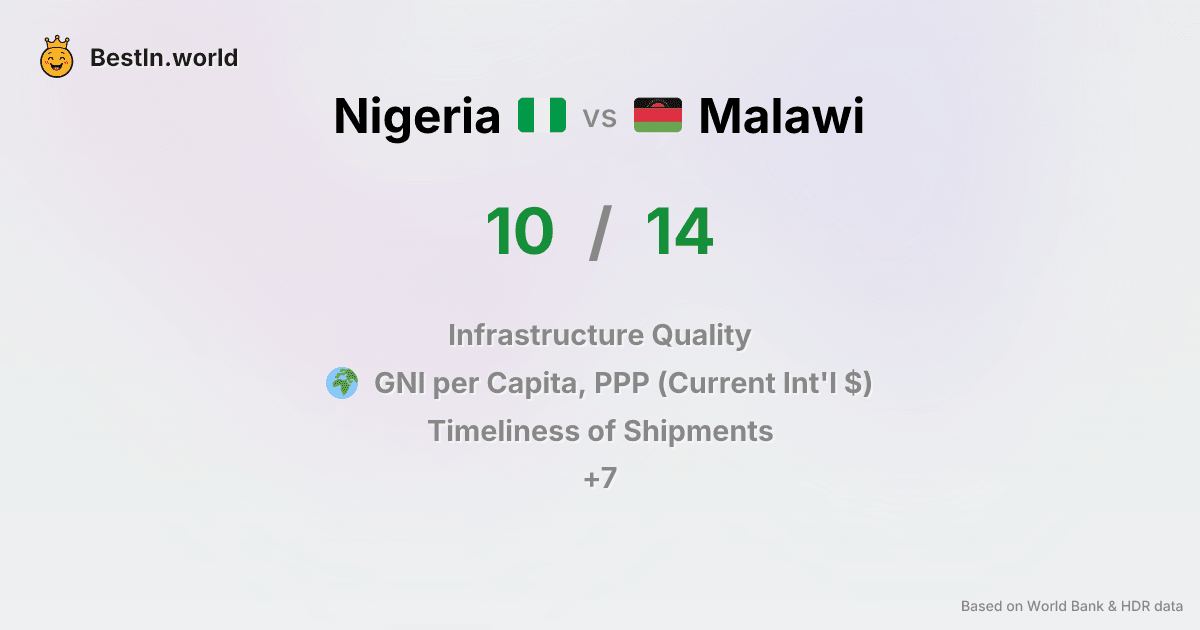 BestIn.world
Nigeria vs Malawi
10 / 14
Infrastructure Quality
GNI per Capita, PPP (Current Int'l $)
Timeliness of Shipments
+7
Based on World Bank & HDR data